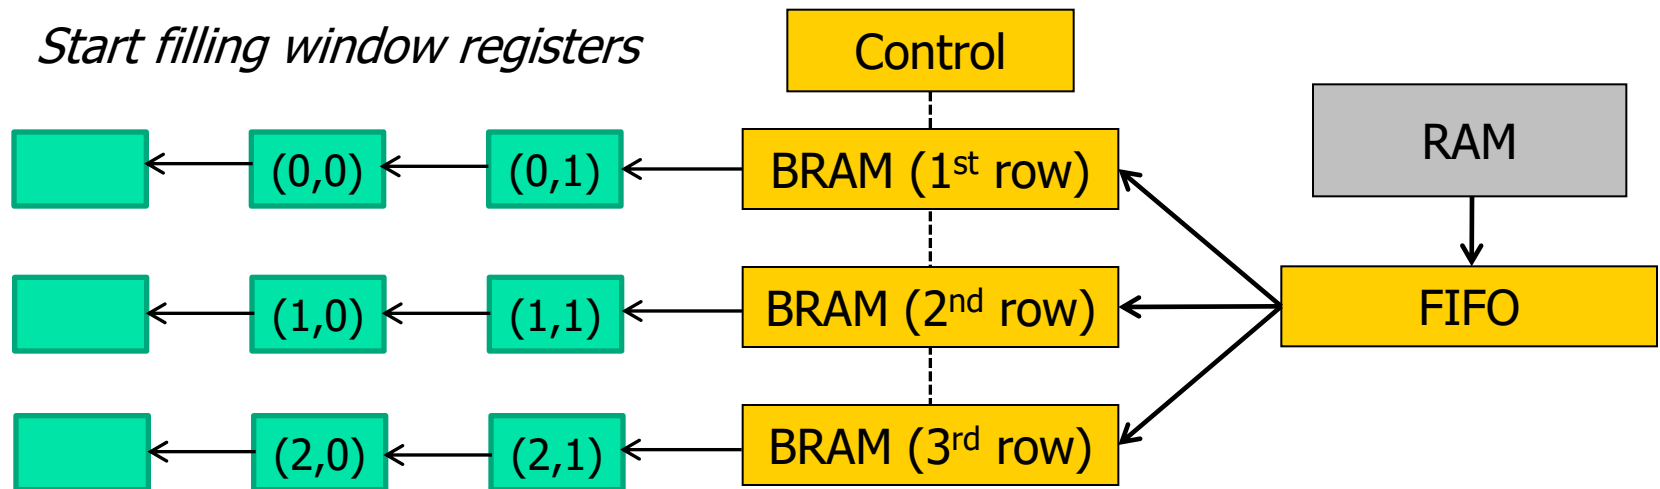 Start filling window registers
Control
RAM
(0,0)
(0,1)
BRAM (1st row)
(1,0)
(1,1)
BRAM (2nd row)
FIFO
(2,0)
(2,1)
BRAM (3rd row)